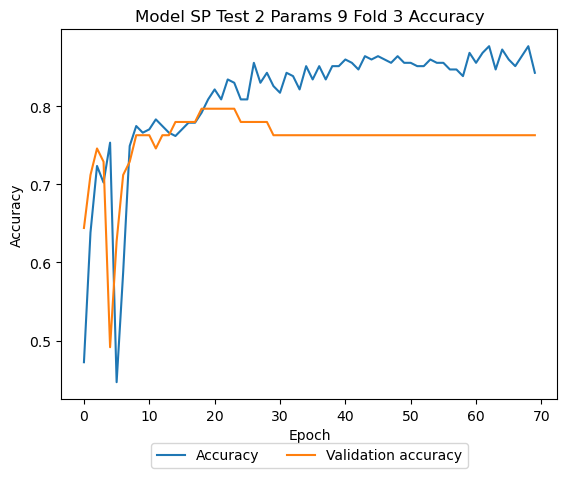 Model SP Test 2 Params 9 Fold 3 Accuracy
0.8
0.7
0.6
0.5
Accuracy
0 10 20 30 40 50 60 70
Epoch
Accuracy Validation accuracy